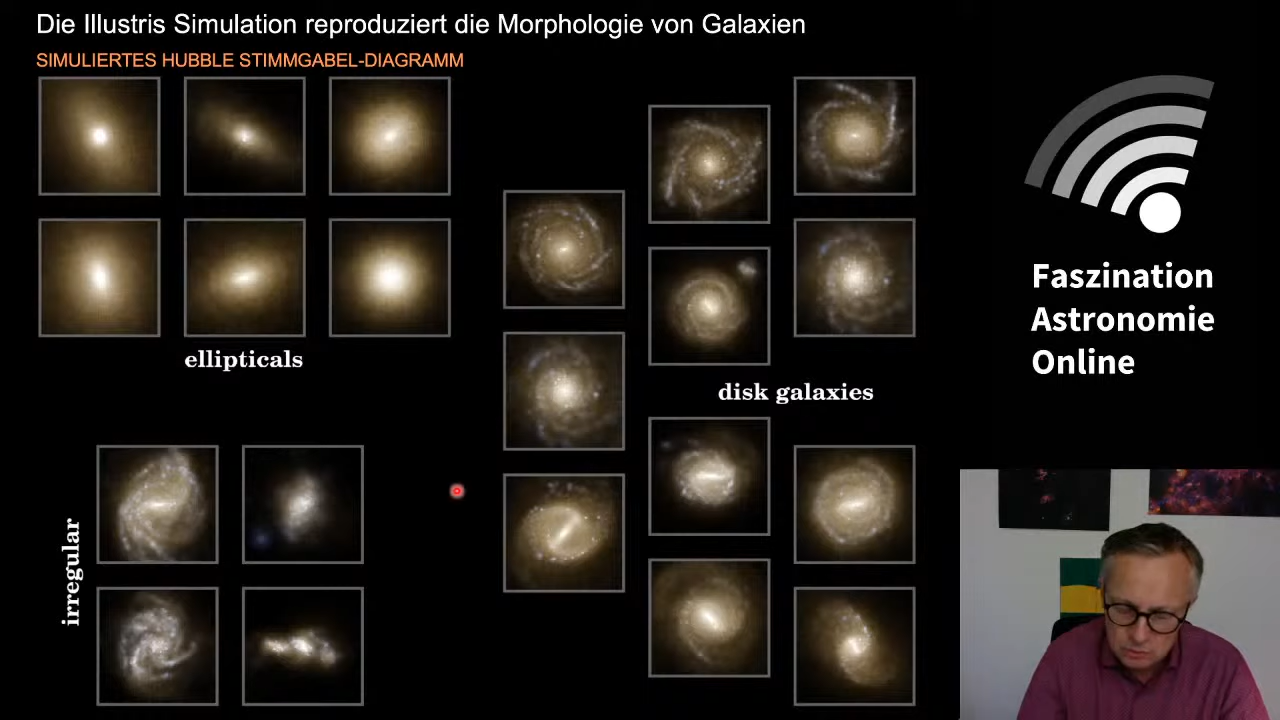 Die Illustris Simulation reproduziert die Morphologie von Galaxien
SIMULIERTES HUBBLE STIMMGABEL-DIAGRAMM
ellipticals
disk galaxies
irregular
Faszination
Astronomie
Online